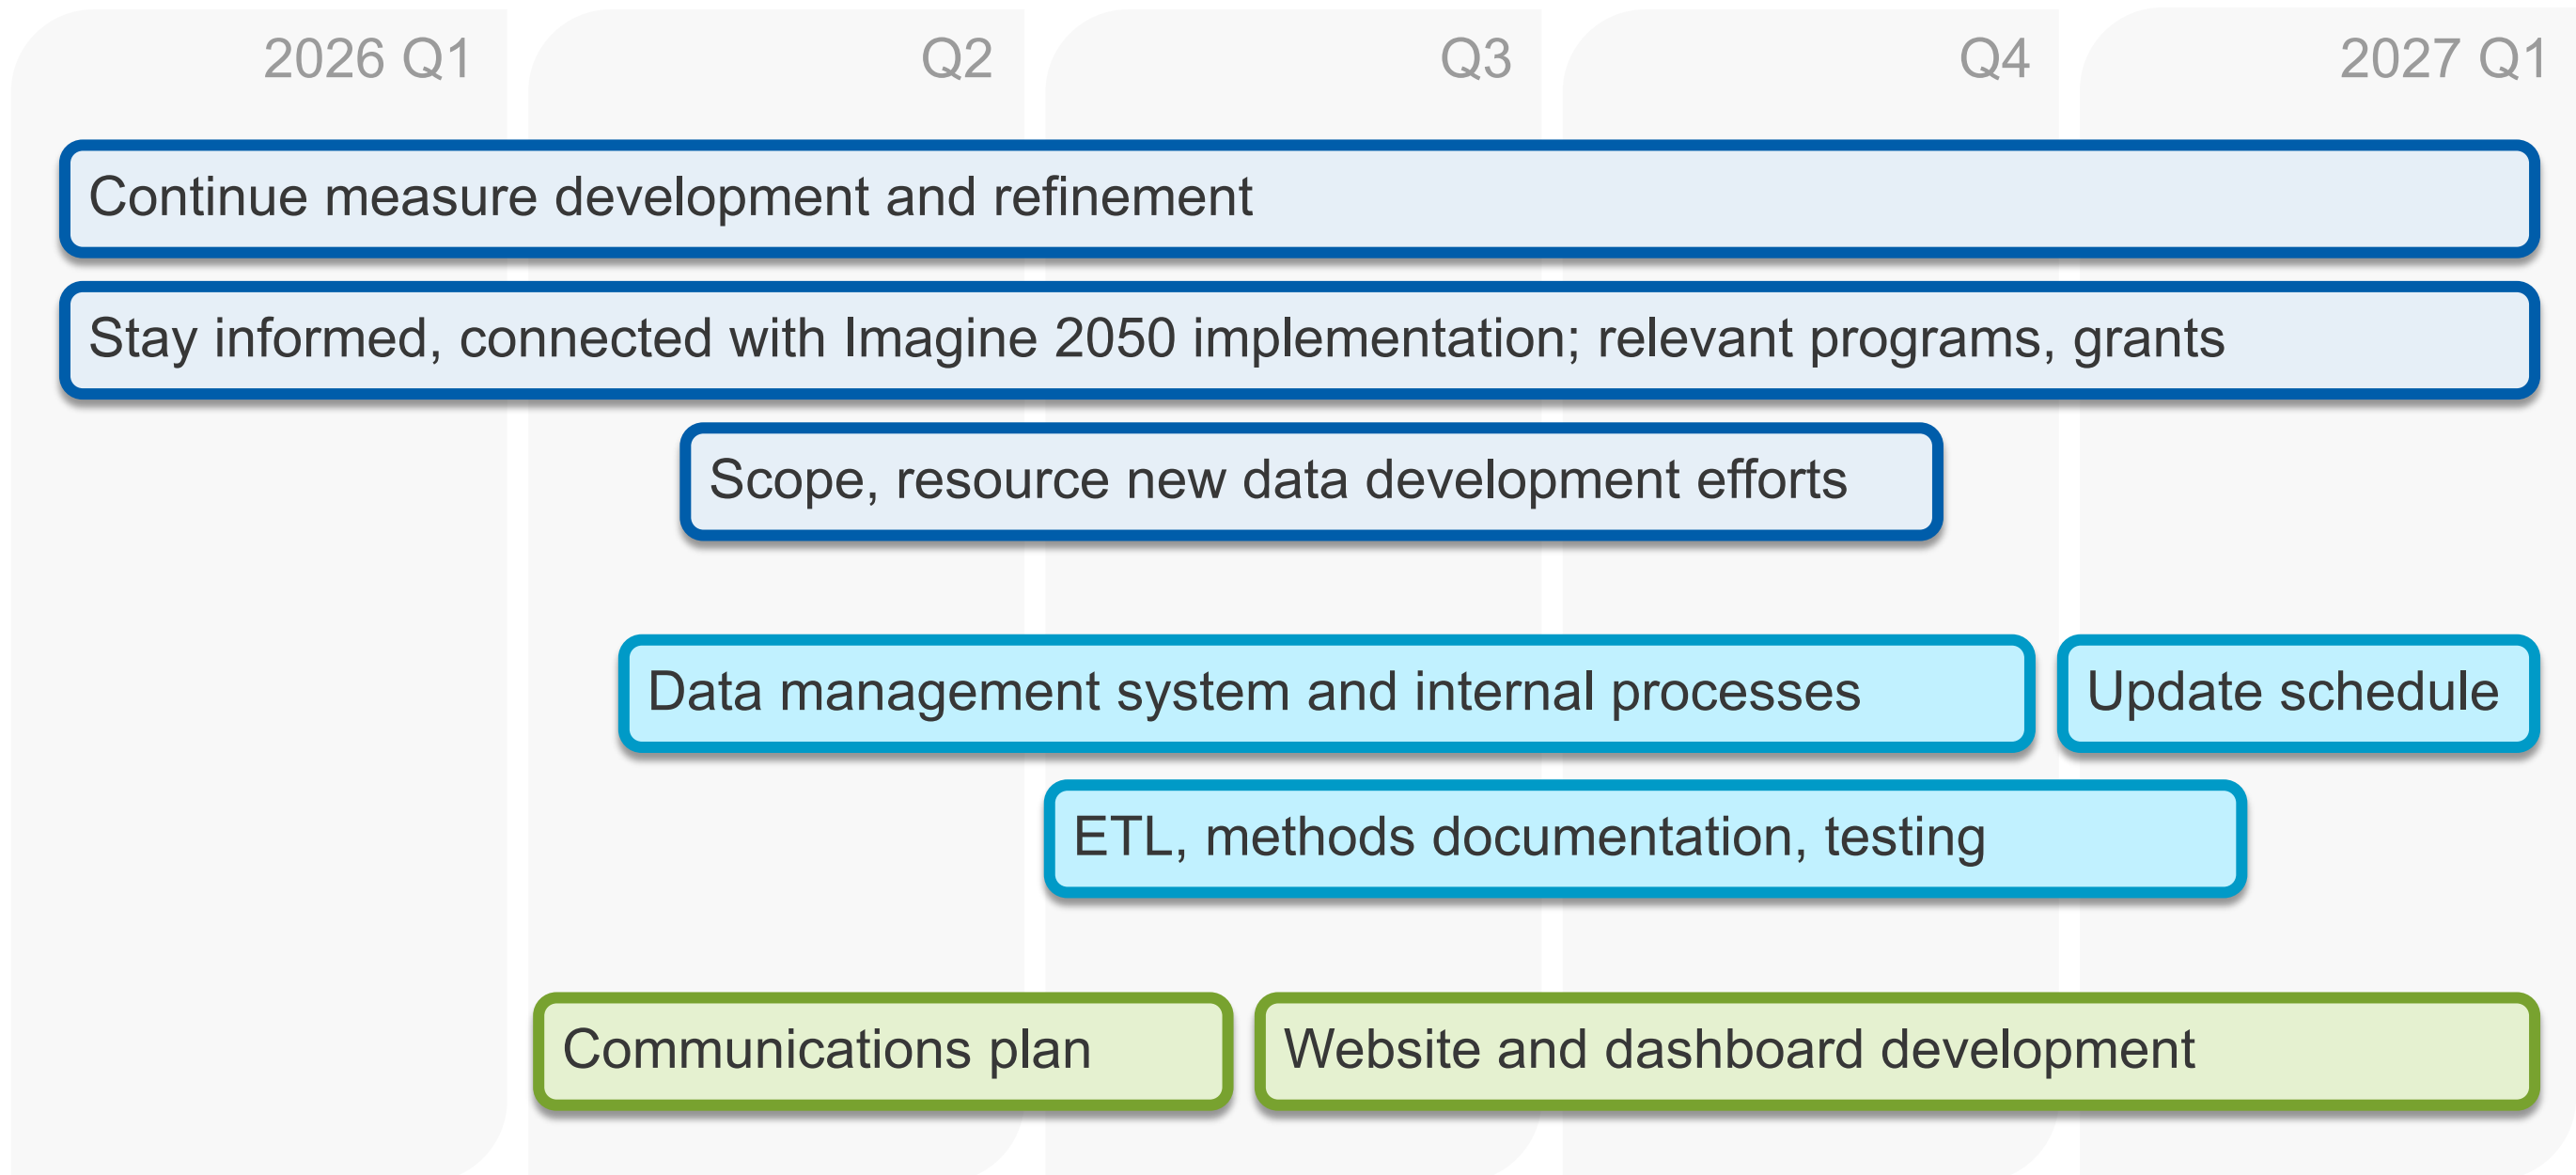 2026 Q1
Q2
Q3
Q4
2027 Q1
Continue measure development and refinement
Stay informed, connected with Imagine 2050 implementation; relevant programs, grants
Scope, resource new data development efforts
Data management system and internal processes
Update schedule
ETL, methods documentation, testing
Communications plan
Website and dashboard development